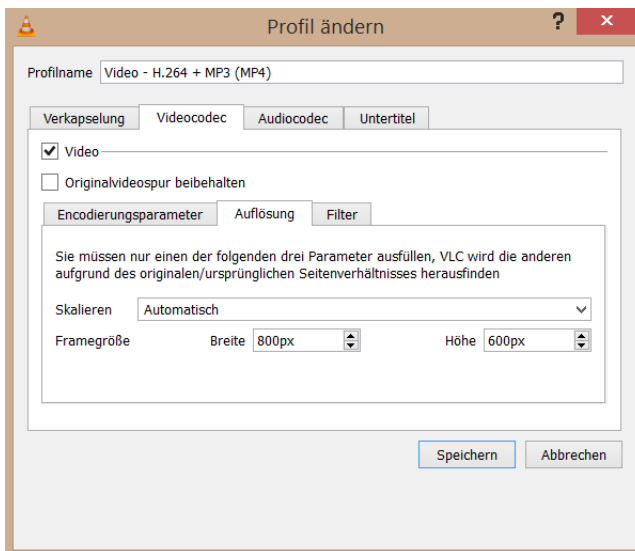 Profil ändern
?
×
Profilname Video - H.264 + MP3 (MP4)
Verkapselung Videocodec Audiocodec Untertitel
Video
Originalvideospur beibehalten
Encodierungsparameter Auflösung Filter
Sie müssen nur einen der folgenden drei Parameter ausfüllen, VLC wird die anderen
aufgrund des originalen/ursprünglichen Seitenverhältnisses herausfinden
Skalieren Automatisch
Framegröße Breite 800px Höhe 600px
Speichern Abbrechen